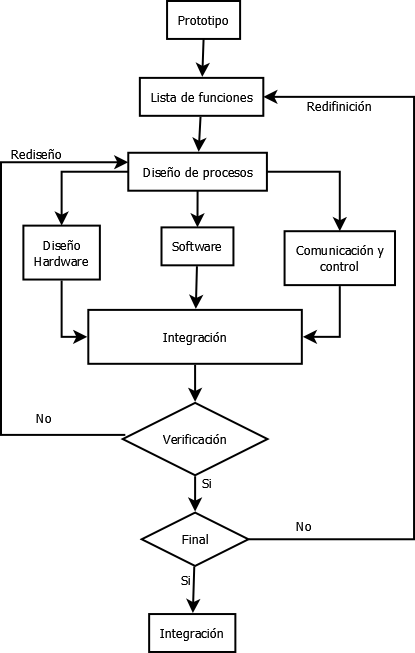 Prototipo
Lista de funciones
Redifinición
Rediseño
Diseño de procesos
Diseño
Hardware
Software
Comunicación y
control
Integración
No
Verificación
Si
Final
No
Si
Integración